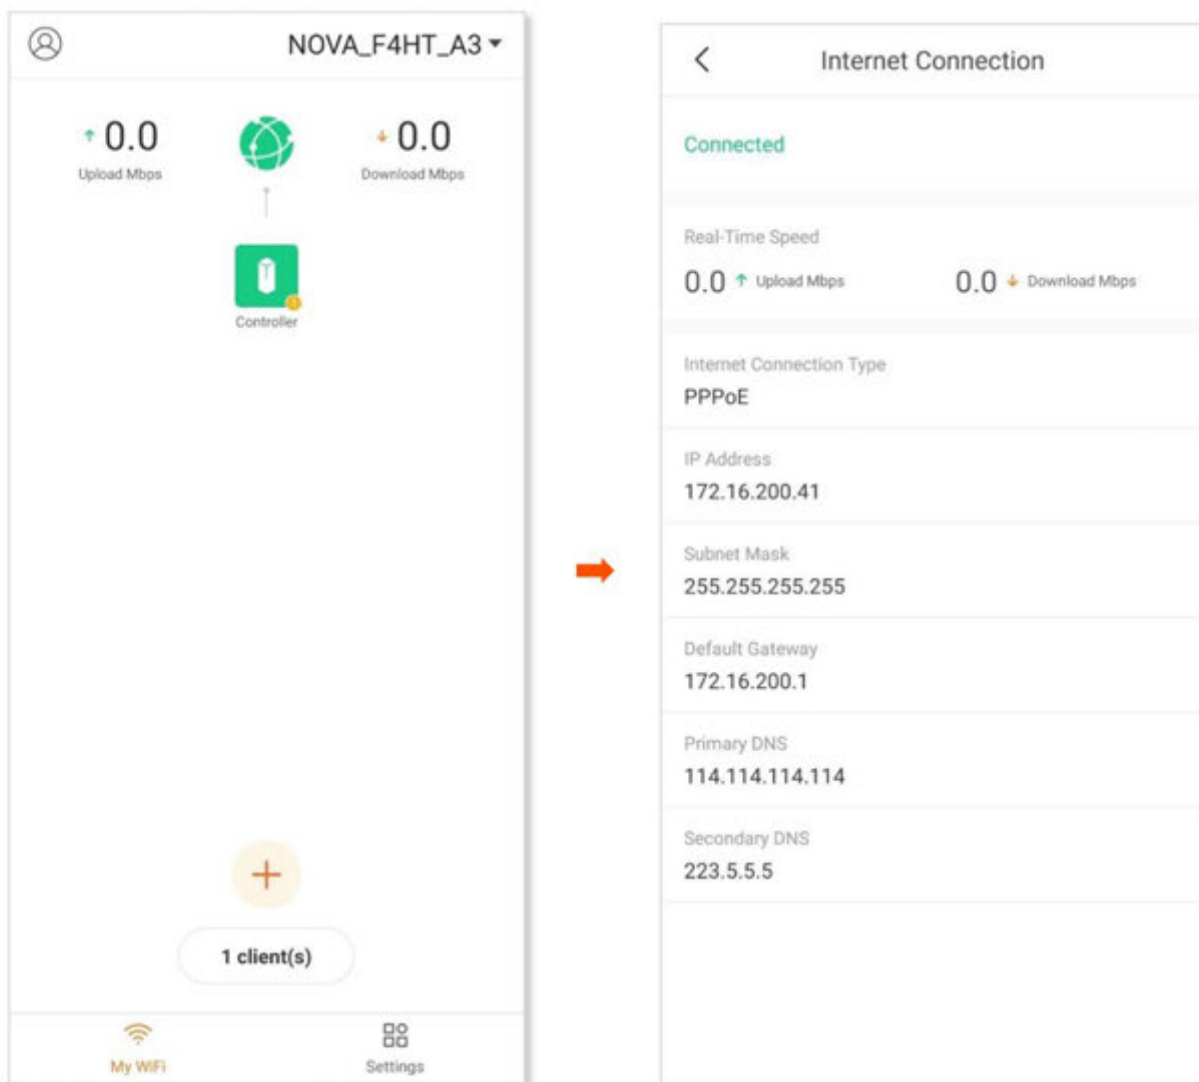 NOVA_F4HT_A3
0.0
0.0
Upload Mbps
Download Mbps
Controller
1 client(s)
My WiFi
Settings
Internet Connection
Connected
Real-Time Speed
0.0 Upload Mbps 0.0 Download Mbps
Internet Connection Type
PPPoE
IP Address
172.16.200.41
Subnet Mask
255.255.255.255
Default Gateway
172.16.200.1
Primary DNS
114.114.114.114
Secondary DNS
223.5.5.5